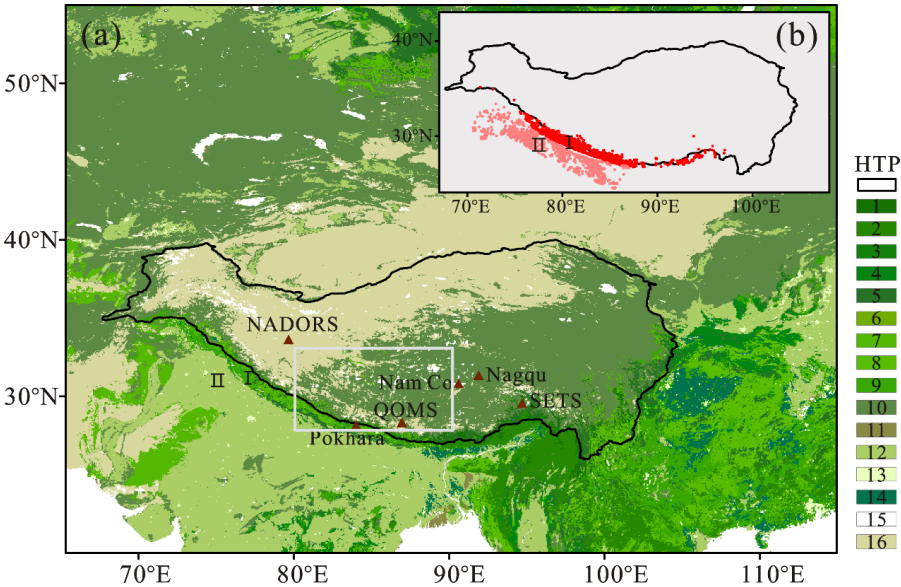 (a)
(b)
40°N
30°N
Ⅱ
Ⅰ
70°E
80°E
90°E
100°E
50°N
40°N
30°N
NADORS
Ⅱ
Ⅰ
Nam Co
Nagqu
QOMS
SETS
Pokhara
70°E
80°E
90°E
100°E
110°E
HTP
1
2
3
4
5
6
7
8
9
10
11
12
13
14
15
16